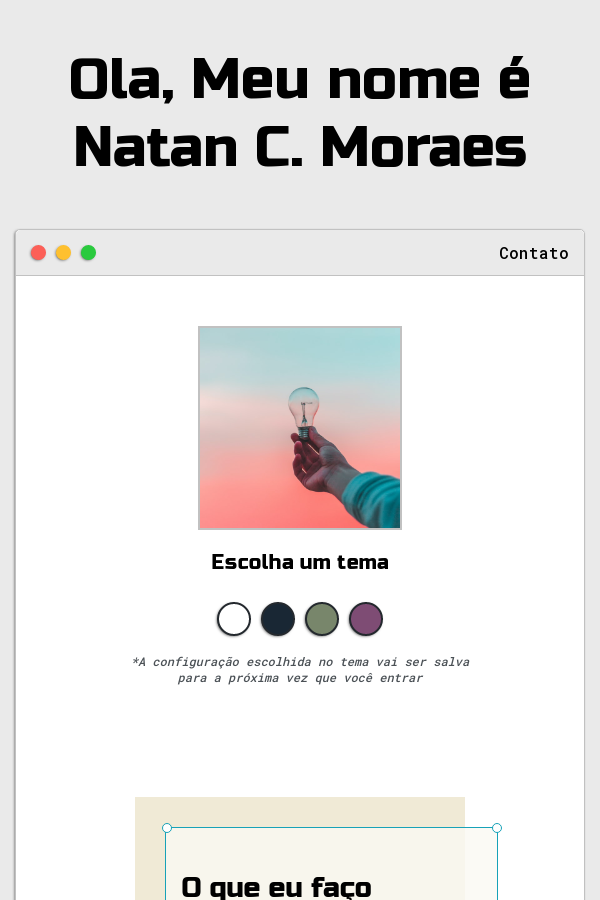 Ola, Meu nome é
Natan C. Moraes
Contato
Escolha um tema
*A configuração escolhida no tema vai ser salva
para a próxima vez que você entrar
O que eu faço